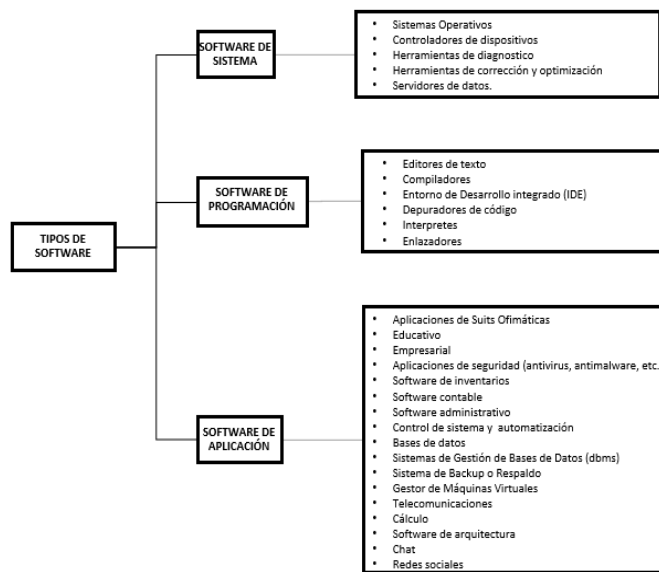 TIPOS DE
SOFTWARE
SOFTWARE DE
SISTEMA
• Sistemas Operativos
• Controladores de dispositivos
• Herramientas de diagnostico
• Herramientas de corrección y optimización
• Servidores de datos.
SOFTWARE DE
PROGRAMACIÓN
• Editores de texto
• Compiladores
• Entorno de Desarrollo integrado (IDE)
• Depuradores de código
• Interpretes
• Enlazadores
SOFTWARE DE
APLICACIÓN
• Aplicaciones de Suits Ofimáticas
• Educativo
• Empresarial
• Aplicaciones de seguridad (antivirus, antimalware, etc.
• Software de inventarios
• Software contable
• Software administrativo
• Control de sistema y automatización
• Bases de datos
• Sistemas de Gestión de Bases de Datos (dbms)
• Sistema de Backup o Respaldo
• Gestor de Máquinas Virtuales
• Telecomunicaciones
• Cálculo
• Software de arquitectura
• Chat
• Redes sociales